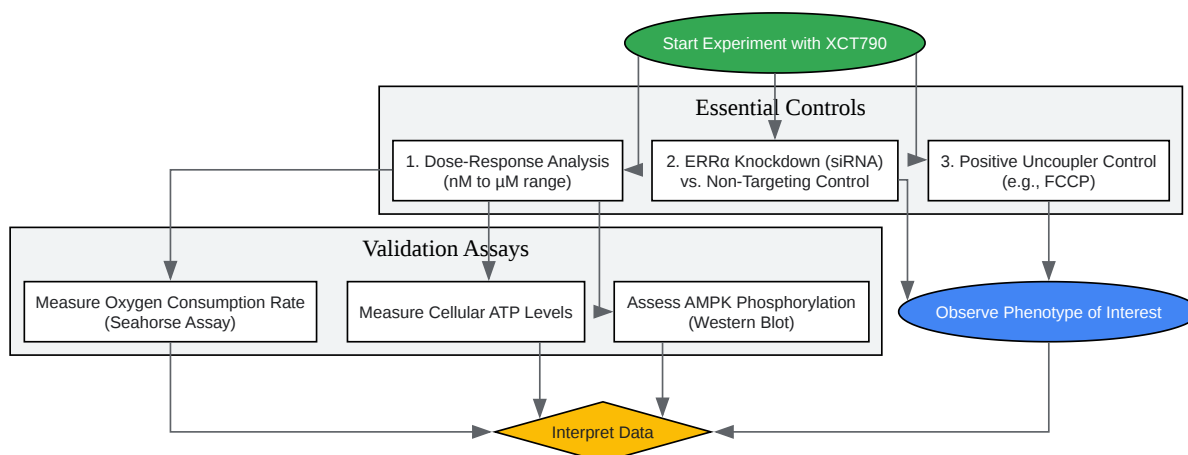 Start Experiment with XCT790
Essential Controls
1. Dose-Response Analysis
(nM to µM range)
2. ERRα Knockdown (siRNA)
vs. Non-Targeting Control
3. Positive Uncoupler Control
(e.g., FCCP)
Validation Assays
Measure Oxygen Consumption Rate
(Seahorse Assay)
Measure Cellular ATP Levels
Assess AMPK Phosphorylation
(Western Blot)
Observe Phenotype of Interest
Interpret Data